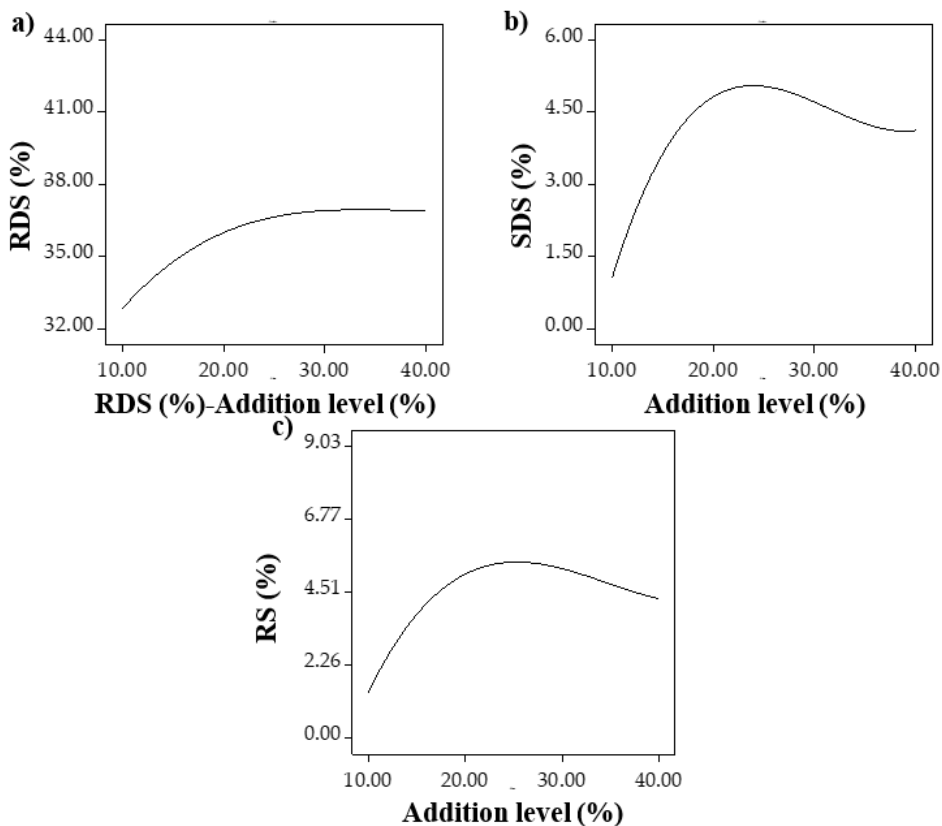 a)
44.00
41.00
38.00
35.00
32.00
RDS (%)
10.00 20.00 30.00 40.00
RDS (%)-Addition level (%)
b)
6.00
4.50
3.00
1.50
0.00
SDS (%)
10.00 20.00 30.00 40.00
Addition level (%)
c)
9.03
6.77
4.51
2.26
0.00
RS (%)
10.00 20.00 30.00 40.00
Addition level (%)